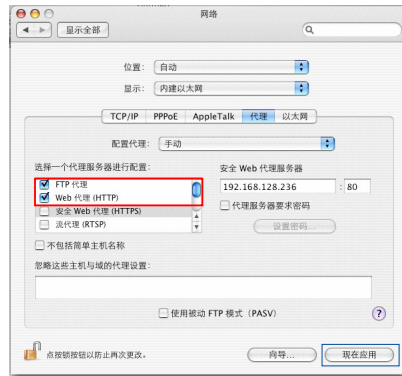 网络
显示全部
位置: 自动
显示: 内建以太网
TCP/IP PPPoE AppleTalk 代理 以太网
配置代理: 手动
选择一个代理服务器进行配置: 安全 Web 代理服务器
FTP 代理
192.168.128.236 : 80
Web 代理 (HTTP)
安全 Web 代理 (HTTPS)
代理服务器要求密码
流代理 (RTSP)
设置密码...
不包括简单主机名称
忽略这些主机与域的代理设置:
使用被动 FTP 模式 (PASV)
?
点按锁按钮以防止再次更改。 向导... 现在应用